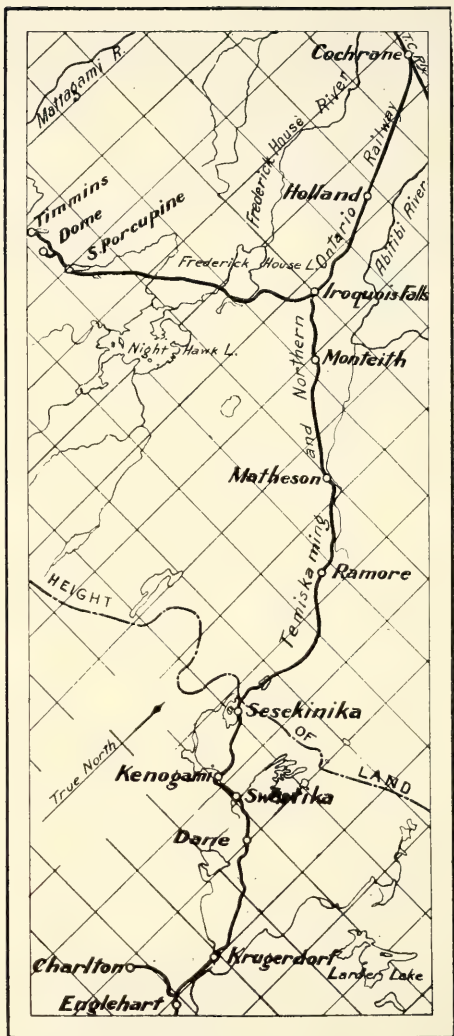 Cochrane
Mattagami R.
Frederick House River
Railway
Holland
Abitibi River
Timmins
Dome
S. Porcupine
Frederick House L.
Ontario
Iroquois Falls
Night Hawk L.
Monteith
Northern
and
Matheson
Temiskaming
Ramore
HEIGHT
Sesekinika
OF
LAND
True North
Kenogami
Swastika
Dane
Krugerdorf
Larder Lake
Charlton
Englehart